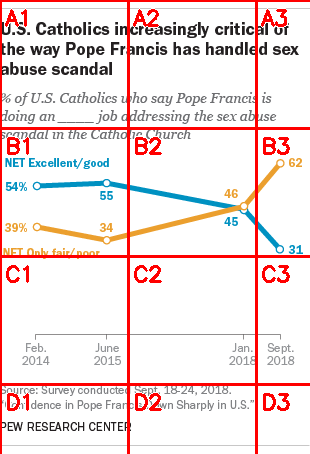 U.S. Catholics increasingly critical of
the way Pope Francis has handled sex
abuse scandal
% of U.S. Catholics who say Pope Francis is
doing an ____ job addressing the sex abuse
scandal in the Catholic Church
A1 A2 A3
B1 B2 B3
NET Excellent/good
54% 55 45 31
39% 34 46 62
NET Only fair/poor
C1 C2 C3
Feb. 2014
June 2015
Jan. 2018
Sept. 2018
Source: Survey conducted Sept. 18-24, 2018.
"Confidence in Pope Francis Down Sharply in U.S."
D1 D2 D3
PEW RESEARCH CENTER